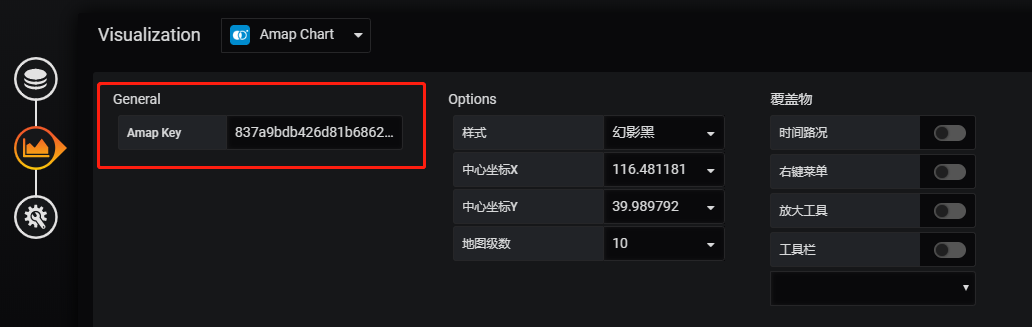 Visualization
Amap Chart
General
Amap Key
837a9bdb426d81b6862...
Options
样式
幻影黑
中心坐标X
116.481181
中心坐标Y
39.989792
地图级数
10
覆盖物
时间路况
右键菜单
放大工具
工具栏